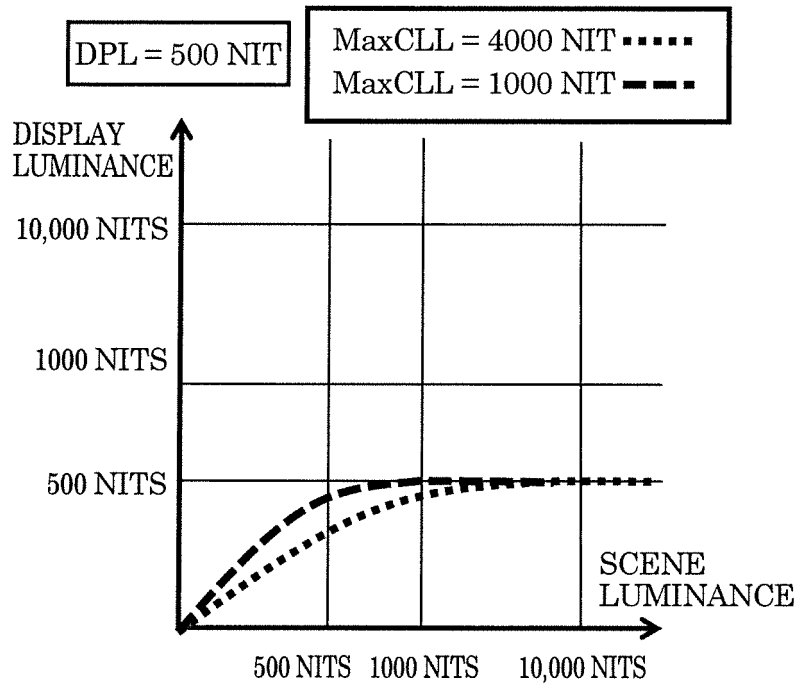 DPL = 500 NIT
MaxCLL = 4000 NIT
MaxCLL = 1000 NIT
DISPLAY
LUMINANCE
10,000 NITS
1000 NITS
500 NITS
SCENE
LUMINANCE
500 NITS 1000 NITS 10,000 NITS